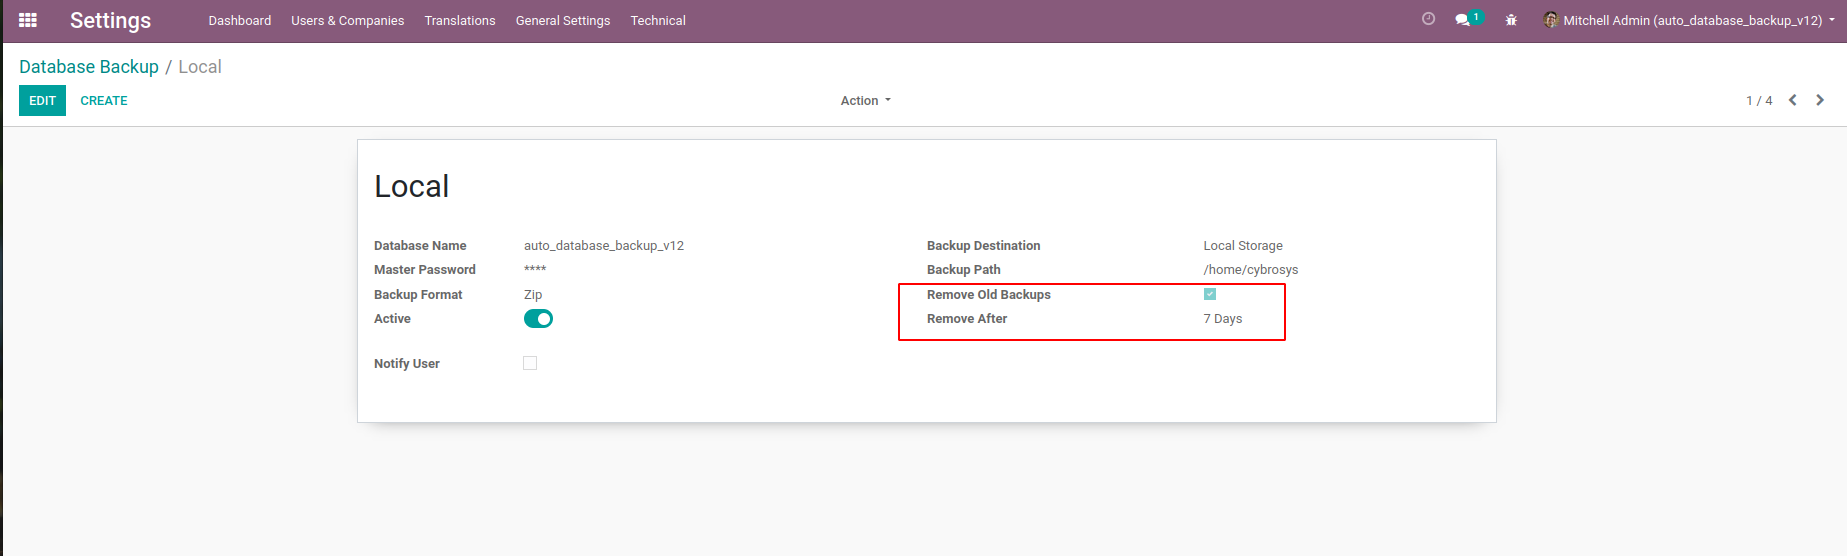 Settings Dashboard Users & Companies Translations General Settings Technical 1 Mitchell Admin (auto_database_backup_v12)
Database Backup / Local
EDIT CREATE Action 1 / 4
Local
Database Name auto_database_backup_v12 Backup Destination Local Storage
Master Password **** Backup Path /home/cybrosys
Backup Format Zip Remove Old Backups
Active Remove After 7 Days
Notify User